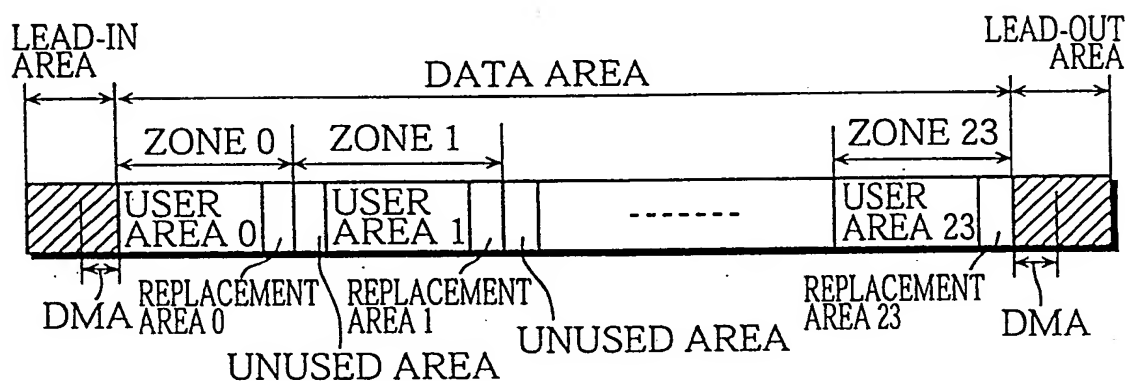 LEAD-IN
AREA
LEAD-OUT
AREA
DATA AREA
ZONE 0
ZONE 1
ZONE 23
USER
AREA 0
USER
AREA 1
USER
AREA 23
DMA
REPLACEMENT
AREA 0
REPLACEMENT
AREA 1
REPLACEMENT
AREA 23
DMA
UNUSED AREA
UNUSED AREA